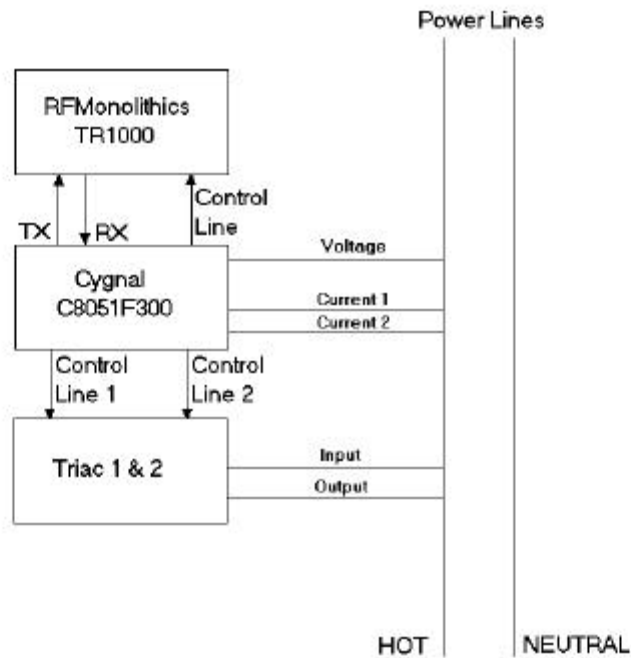 Power Lines
RFMonolithics
TR1000
Control
Line
TX
RX
Voltage
Cygnal
C8051F300
Current 1
Current 2
Control
Line 1
Control
Line 2
Triac 1 & 2
Input
Output
HOT
NEUTRAL